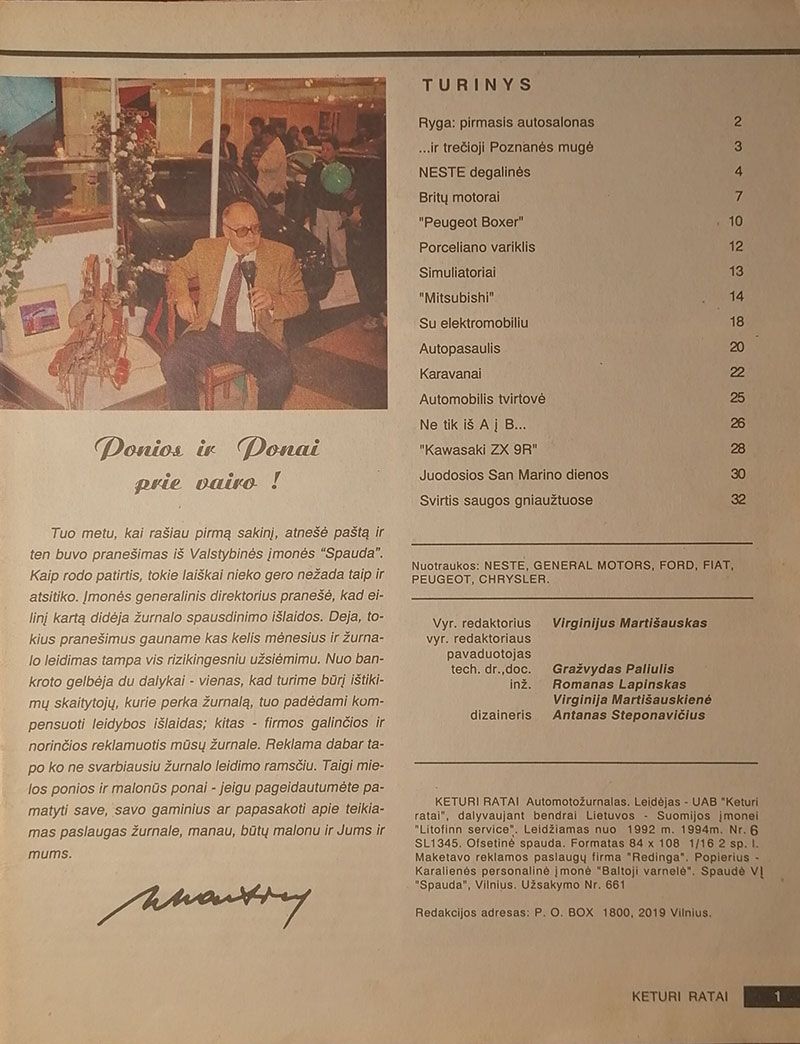 Ponios ir Ponai
prie vairo !
Tuo metu, kai rašiau pirmą sakinį, atnešė paštą ir
ten buvo pranešimas iš Valstybinės įmonės “Spauda”.
Kaip rodo patirtis, tokie laiškai nieko gero nežada taip ir
atsitiko. Įmonės generalinis direktorius pranešė, kad ei-
linį kartą didėja žurnalo spausdinimo išlaidos. Deja, to-
kius pranešimus gauname kas kelis mėnesius ir žurna-
lo leidimas tampa vis rizikingesniu užsiėmimu. Nuo ban-
kroto gelbėja du dalykai - vienas, kad turime būrį ištiki-
mų skaitytojų, kurie perka žurnalą, tuo padėdami kom-
pensuoti leidybos išlaidas; kitas - firmos galinčios ir
norinčios reklamuotis mūsų žurnale. Reklama dabar ta-
po ko ne svarbiausiu žurnalo leidimo ramsčiu. Taigi mie-
los ponios ir malonūs ponai - jeigu pageidautumėte pa-
matyti save, savo gaminius ar papasakoti apie teikia-
mas paslaugas žurnale, manau, būtų malonu ir Jums ir
mums.
TURINYS
Ryga: pirmasis autosalonas 2
...ir trečioji Poznanės mugė 3
NESTE degalinės 4
Britų motorai 7
"Peugeot Boxer" 10
Porceliano variklis 12
Simuliatoriai 13
"Mitsubishi" 14
Su elektromobiliu 18
Autopasaulis 20
Karavanai 22
Automobilis tvirtovė 25
Ne tik iš A į B... 26
"Kawasaki ZX 9R" 28
Juodosios San Marino dienos 30
Svirtis saugos gniaužtuose 32
Nuotraukos: NESTE, GENERAL MOTORS, FORD, FIAT,
PEUGEOT, CHRYSLER.
Vyr. redaktorius Virginijus Martišauskas
vyr. redaktoriaus
pavaduotojas
tech. dr.,doc. Gražvydas Paliulis
inž. Romanas Lapinskas
Virginija Martišauskienė
dizaineris Antanas Steponavičius
KETURI RATAI Automotožurnalas. Leidėjas - UAB "Keturi
ratai", dalyvaujant bendrai Lietuvos - Suomijos įmonei
"Litofinn service". Leidžiamas nuo 1992 m. 1994m. Nr. 6
SL1345. Ofsetinė spauda. Formatas 84 x 108 1/16 2 sp. l.
Maketavo reklamos paslaugų firma "Redinga". Popierius -
Karalienės personalinė įmonė "Baltoji varnelė". Spaudė VĮ
"Spauda", Vilnius. Užsakymo Nr. 661
Redakcijos adresas: P. O. BOX 1800, 2019 Vilnius.
KETURI RATAI 1